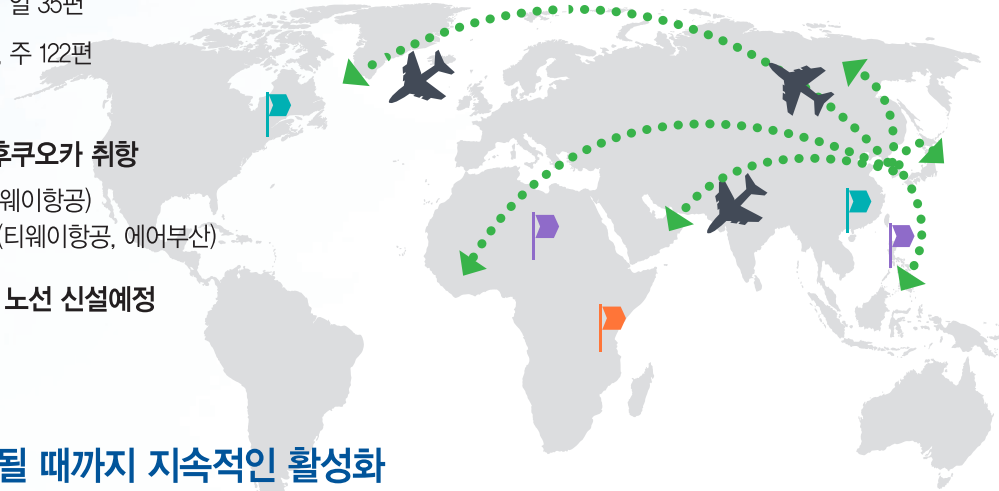 일 35편
, 주 122편
후쿠오카 취항
웨이항공)
(티웨이항공, 에어부산)
노선 신설예정
될 때까지 지속적인 활성화